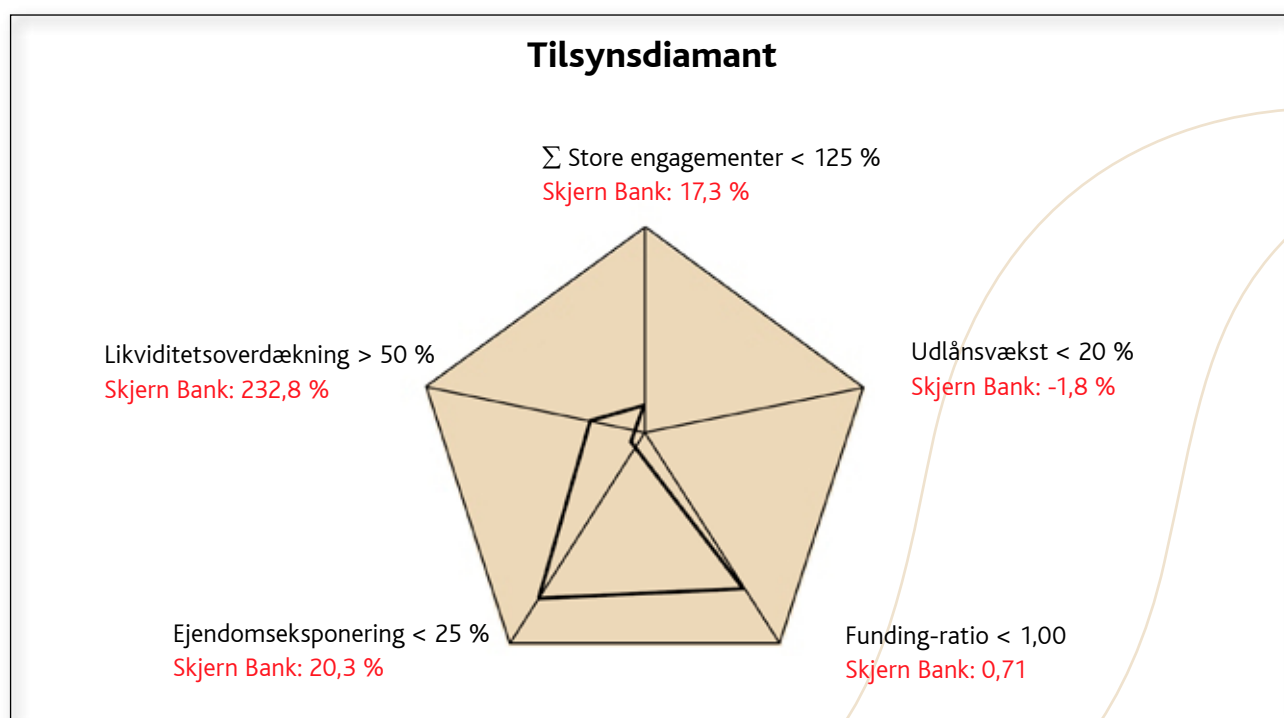 Tilsynsdiamant
∑ Store engagementer < 125 %
Skjern Bank: 17,3 %
Likviditetsoverdækning > 50 %
Skjern Bank: 232,8 %
Udlånsvækst < 20 %
Skjern Bank: -1,8 %
Ejendomseksponering < 25 %
Skjern Bank: 20,3 %
Funding-ratio < 1,00
Skjern Bank: 0,71